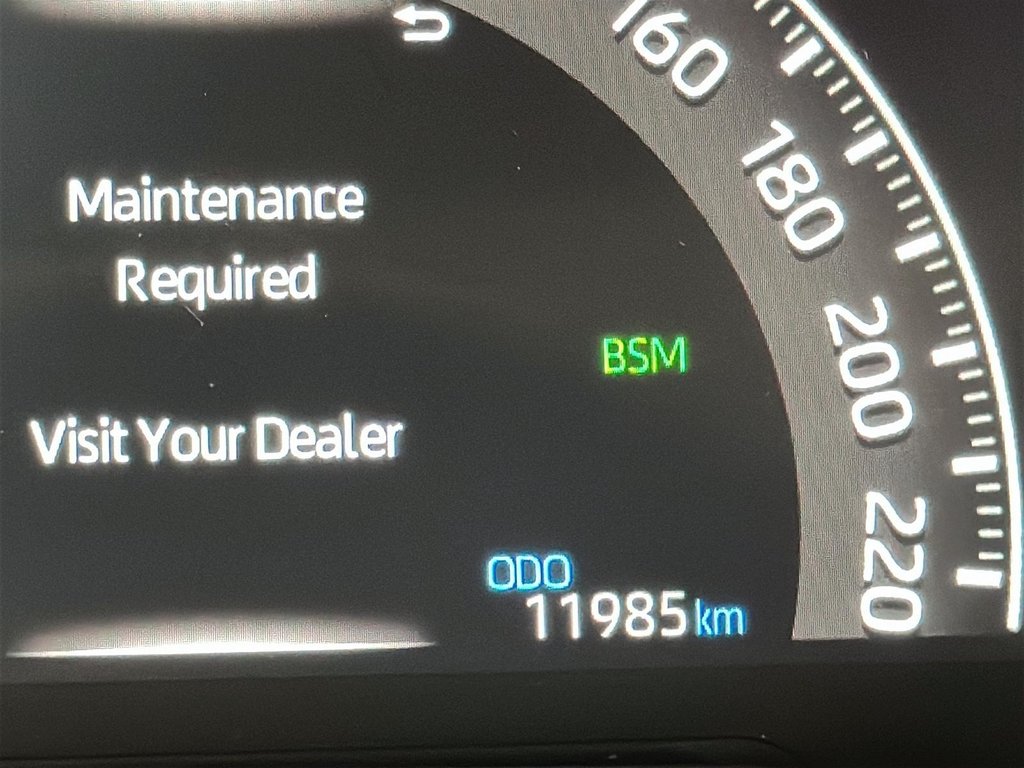 160
180
Maintenance
Required
200
BSM
Visit Your Dealer
220
ODO
11985 km